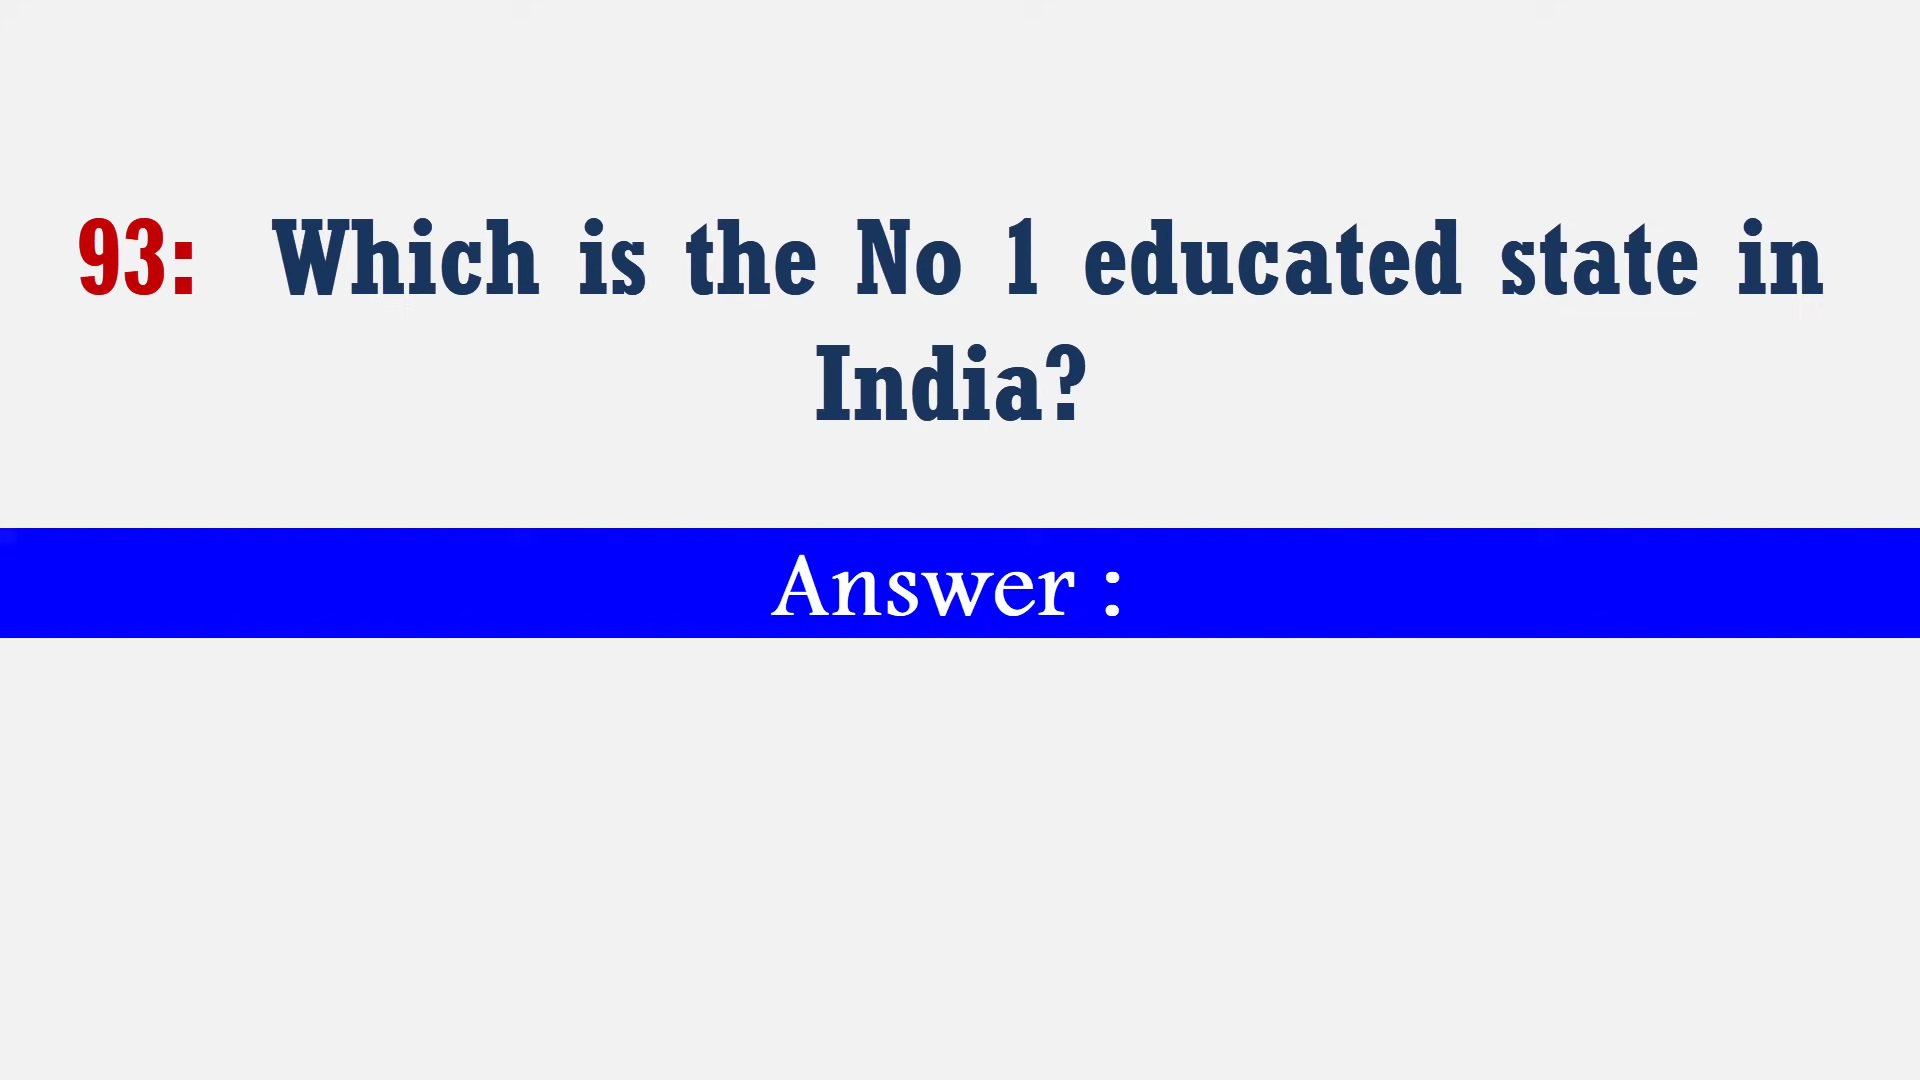 93: Which is the No 1 educated state in
India?
Answer :